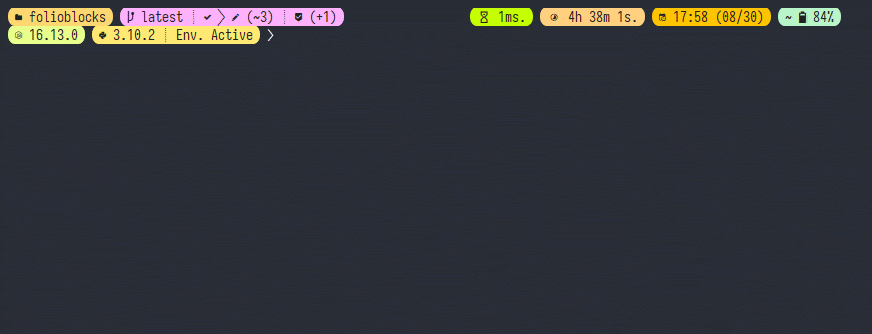 folioblocks latest (~3) (+1) 1ms. 4h 38m 1s. 17:58 (08/30) ~ 84%
16.13.0 3.10.2 Env. Active